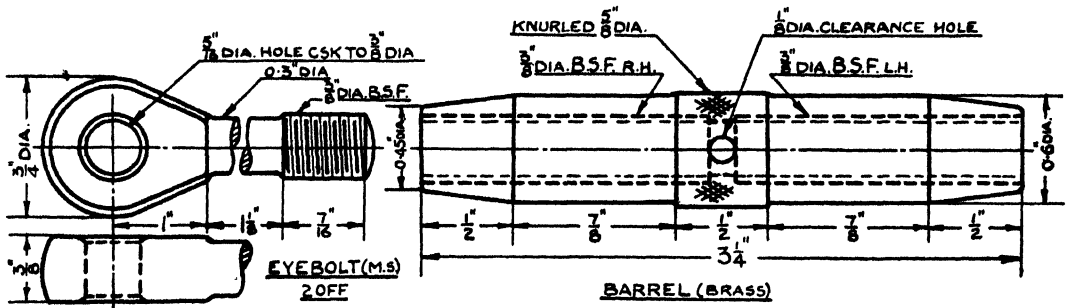 KNURLED 5/8" DIA.
1/8" DIA. CLEARANCE HOLE
5/16" DIA. HOLE CSK TO 3/8" DIA
0·3" DIA
3/8" DIA. B.S.F. R.H.
3/8" DIA. B.S.F. L.H.
3/8" DIA. B.S.F.
3/4" DIA.
0·45" DIA.
0·6" DIA.
1"
1 1/8"
7/16"
1/2"
7/8"
1/2"
7/8"
1/2"
3 1/4"
3/8"
EYEBOLT (M.S)
2 OFF
BARREL (BRASS)